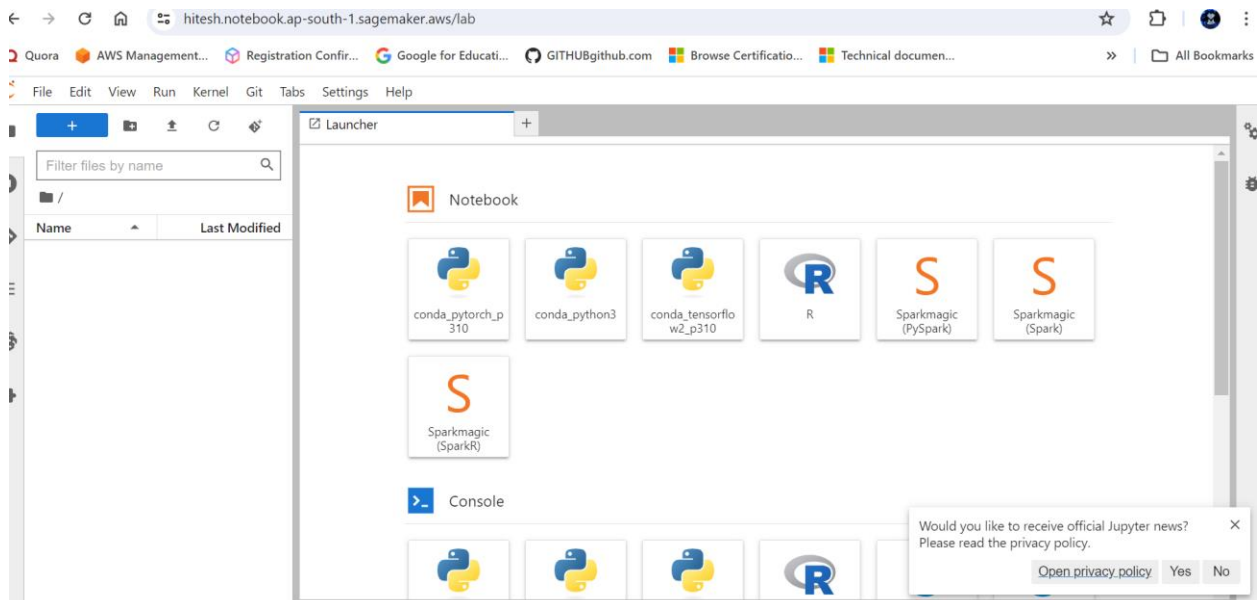 hitesh.notebook.ap-south-1.sagemaker.aws/lab
Quora AWS Management... Registration Confir... Google for Educati... GITHUBgithub.com Browse Certificatio... Technical documen... » All Bookmarks
File Edit View Run Kernel Git Tabs Settings Help
+ Launcher +
Filter files by name
/
Name Last Modified
Notebook
conda_pytorch_p
310
conda_python3
conda_tensorflo
w2_p310
R
Sparkmagic
(PySpark)
Sparkmagic
(Spark)
S
S
S
Sparkmagic
(SparkR)
Console
Would you like to receive official Jupyter news?
Please read the privacy policy.
Open privacy policy Yes No